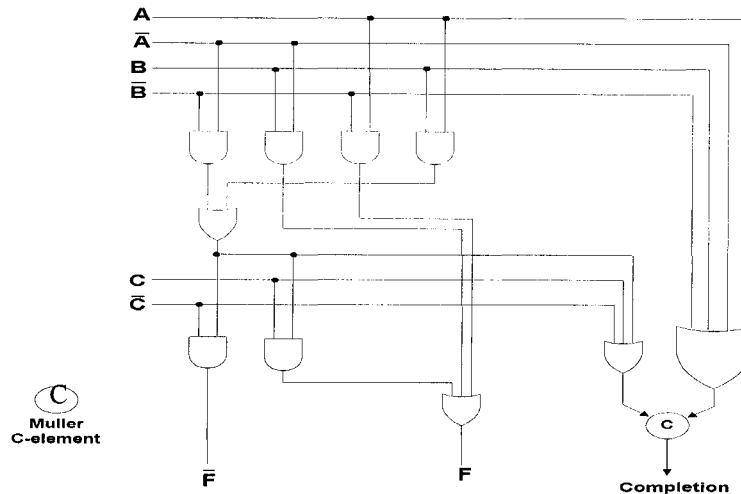 A
A̅
B
B̅
C
C̅
C
Muller
C-element
C
F̅
F
Completion